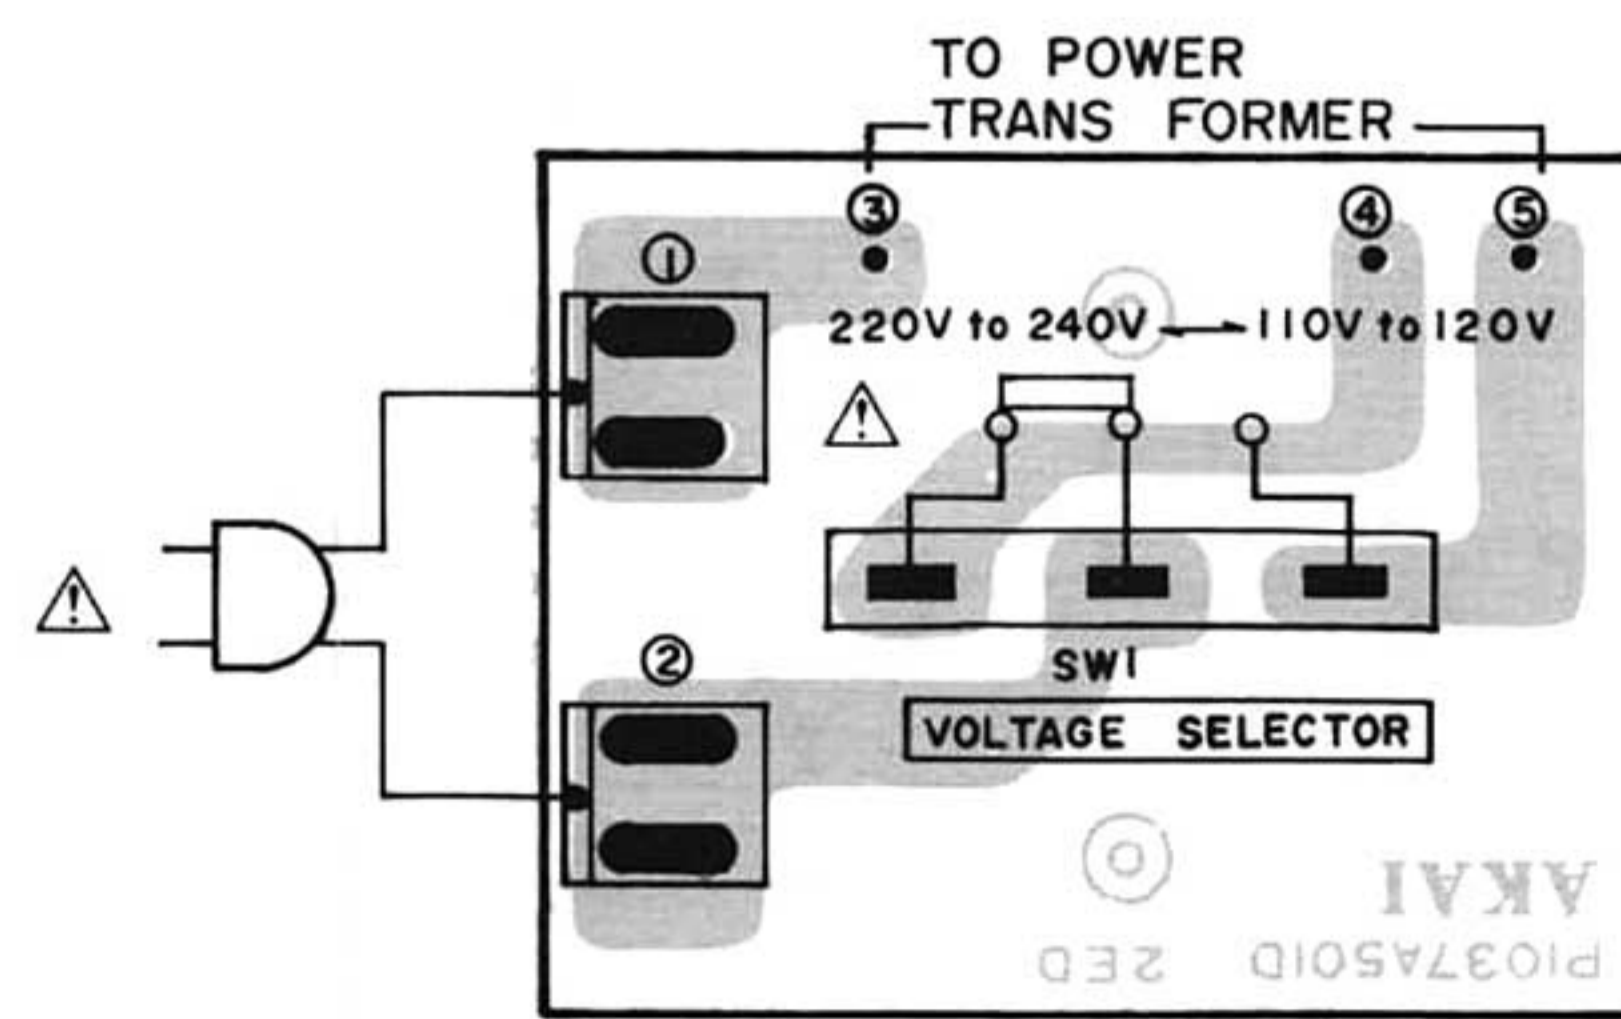 TO POWER
TRANS FORMER
③ ④ ⑤
①
220V to 240V ↔ 110V to 120V
②
SW1
VOLTAGE SELECTOR
AKAI
P1037A501D 2ED